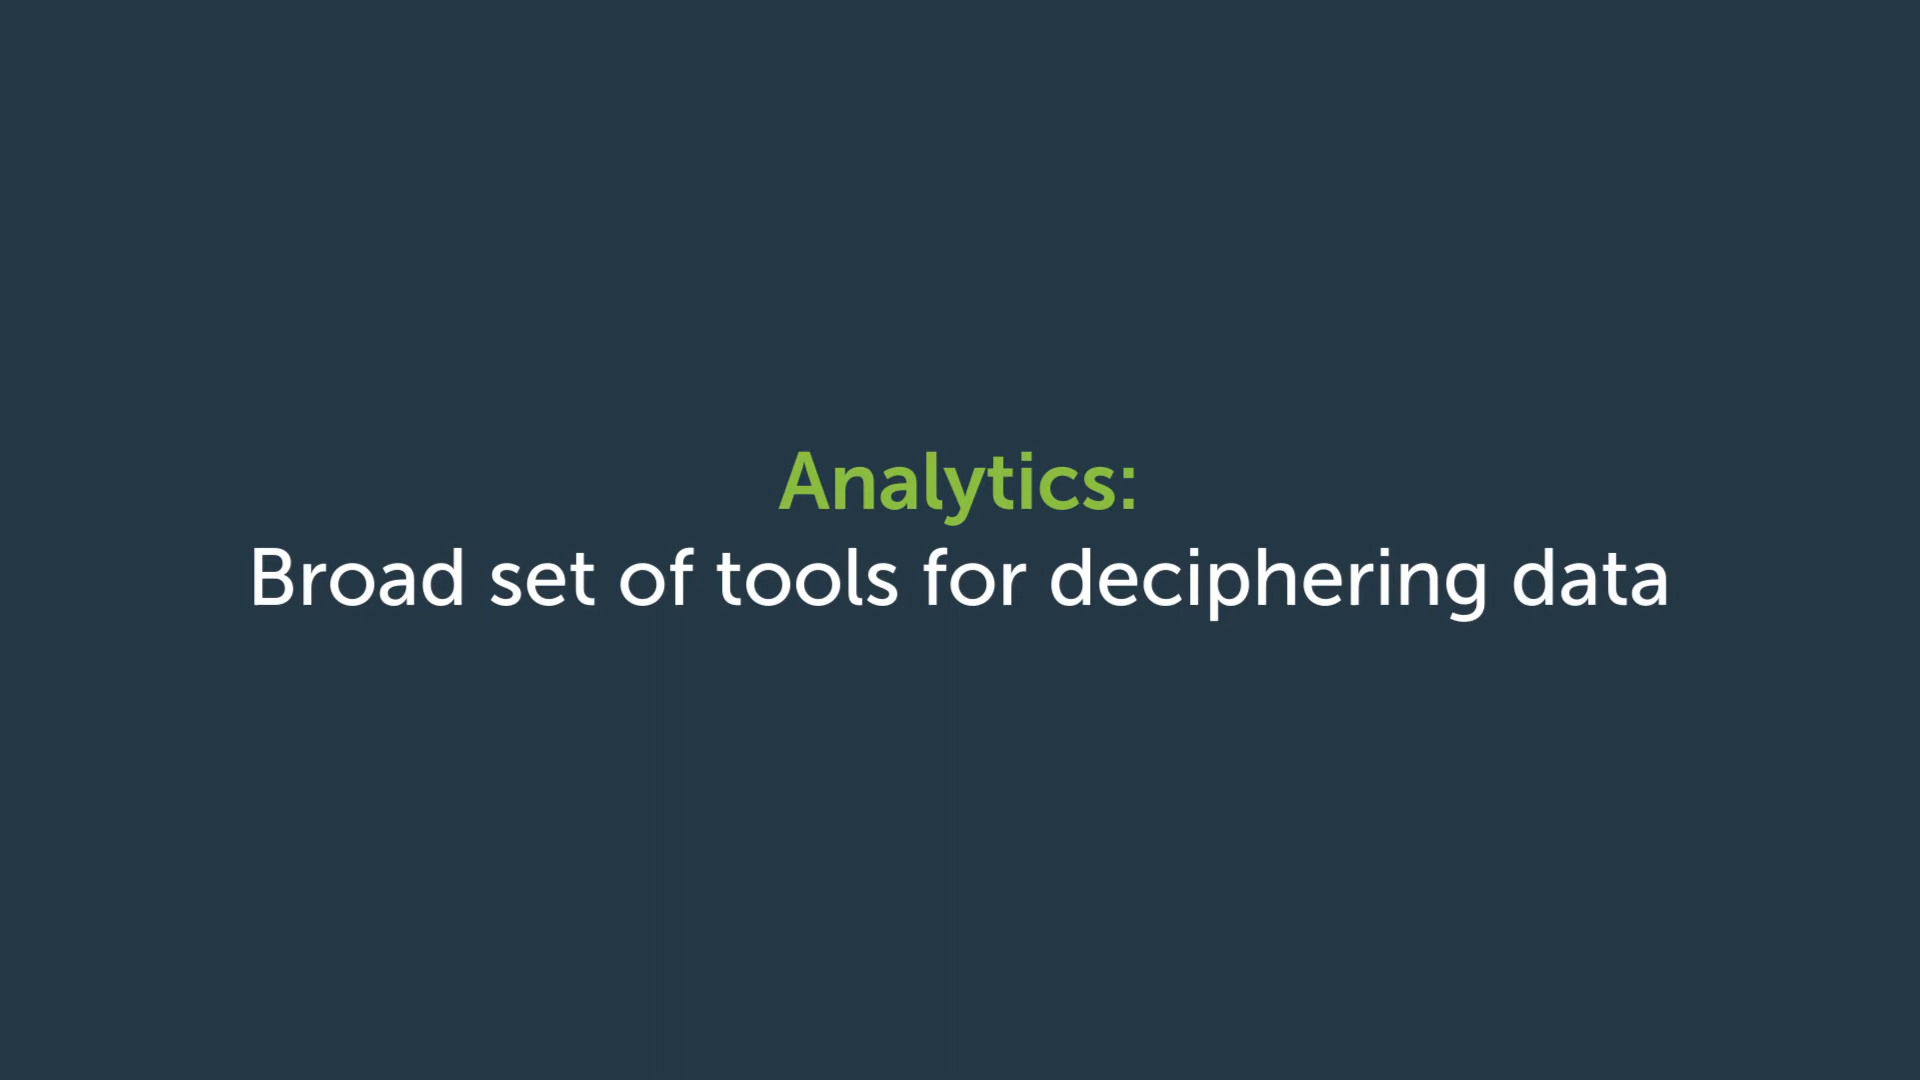 Analytics:
Broad set of tools for deciphering data